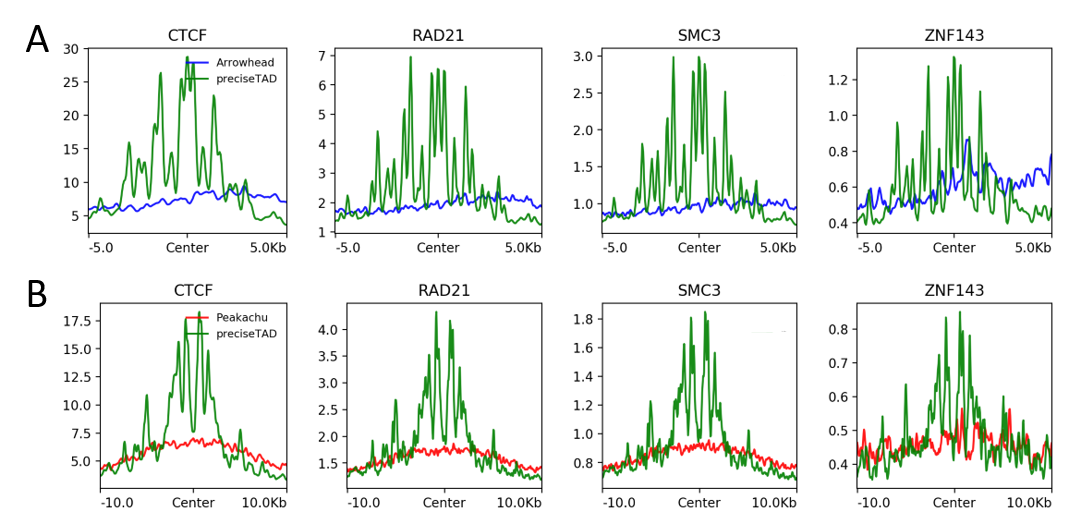 A
CTCF
RAD21
SMC3
ZNF143
30
25
20
15
10
5
Arrowhead
preciseTAD
-5.0 Center 5.0Kb
7
6
5
4
3
2
1
-5.0 Center 5.0Kb
3.0
2.5
2.0
1.5
1.0
-5.0 Center 5.0Kb
1.2
1.0
0.8
0.6
0.4
-5.0 Center 5.0Kb
B
CTCF
RAD21
SMC3
ZNF143
17.5
15.0
12.5
10.0
7.5
5.0
Peakachu
preciseTAD
-10.0 Center 10.0Kb
4.0
3.5
3.0
2.5
2.0
1.5
-10.0 Center 10.0Kb
1.8
1.6
1.4
1.2
1.0
0.8
-10.0 Center 10.0Kb
0.8
0.7
0.6
0.5
0.4
-10.0 Center 10.0Kb